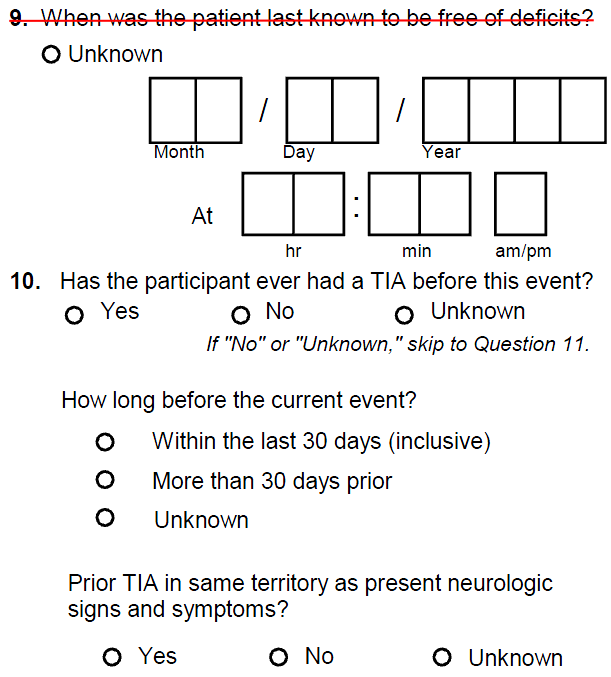 9. When was the patient last known to be free of deficits?
Unknown
/ /
Month Day Year
At :
hr min am/pm
10. Has the participant ever had a TIA before this event?
Yes No Unknown
If "No" or "Unknown," skip to Question 11.
How long before the current event?
Within the last 30 days (inclusive)
More than 30 days prior
Unknown
Prior TIA in same territory as present neurologic
signs and symptoms?
Yes No Unknown